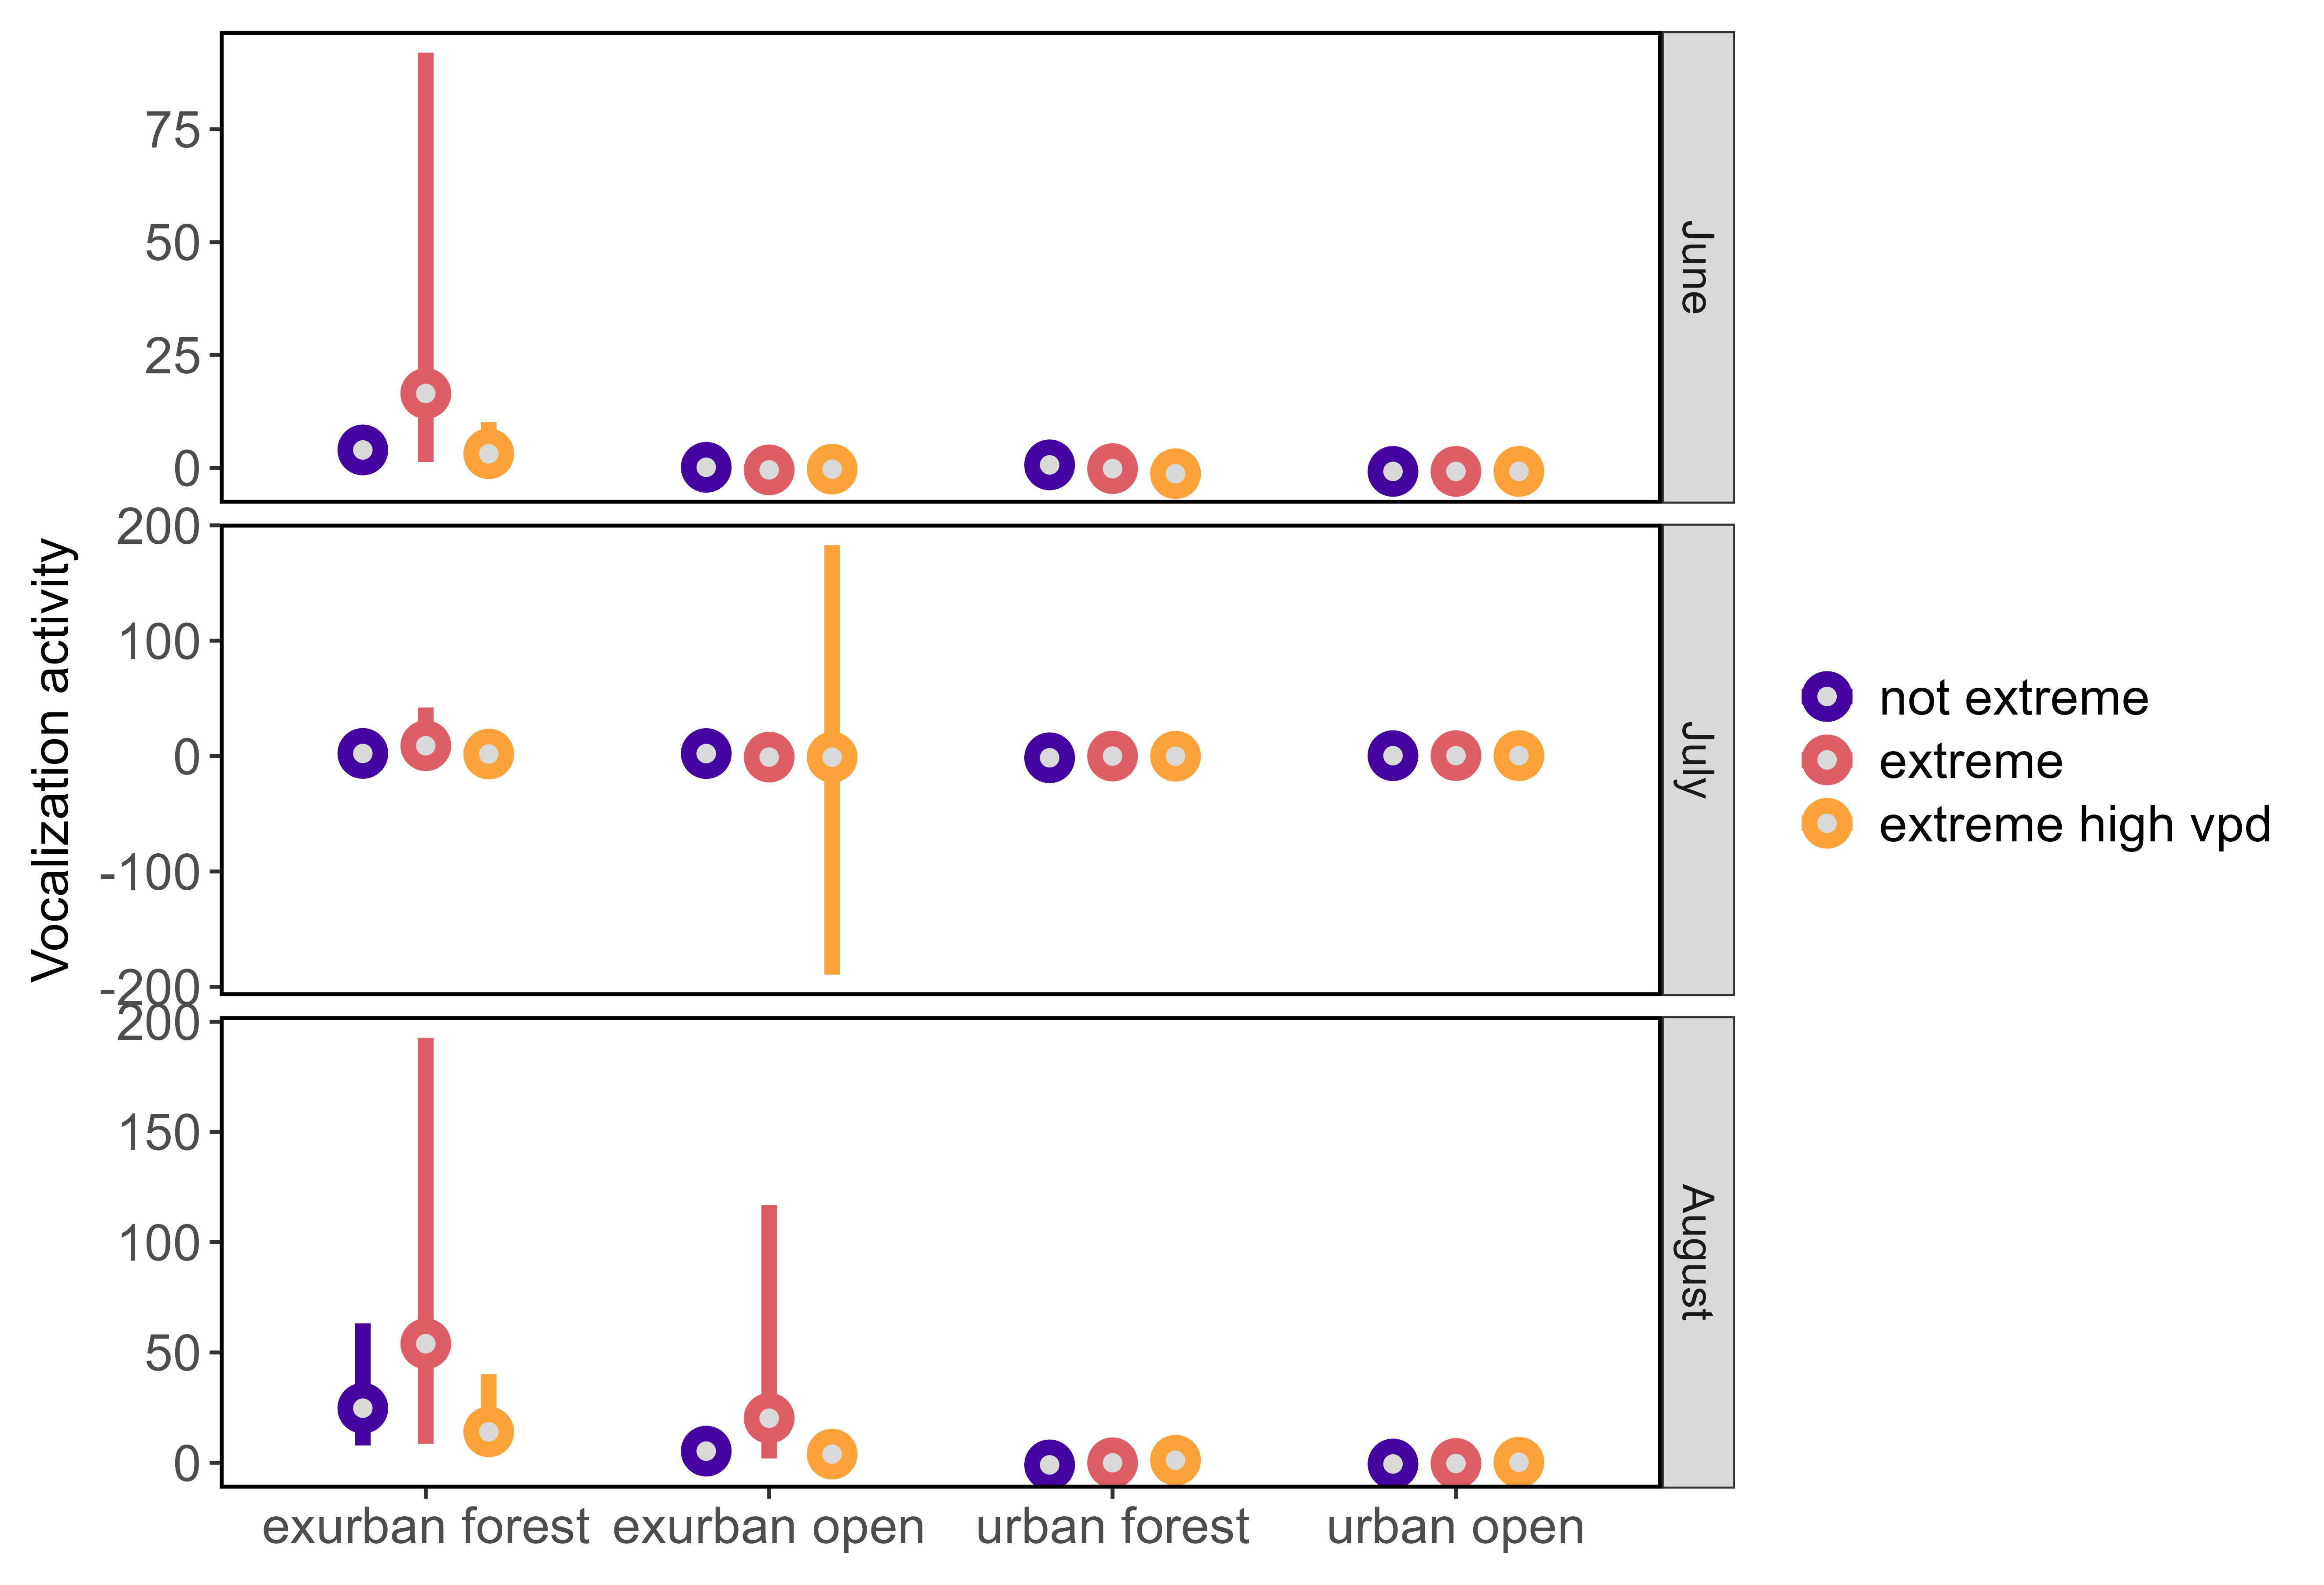 75
50
25
0
June
200
100
0
-100
-200
July
200
150
100
50
0
August
Vocalization activity
exurban forest exurban open urban forest urban open
not extreme
extreme
extreme high vpd